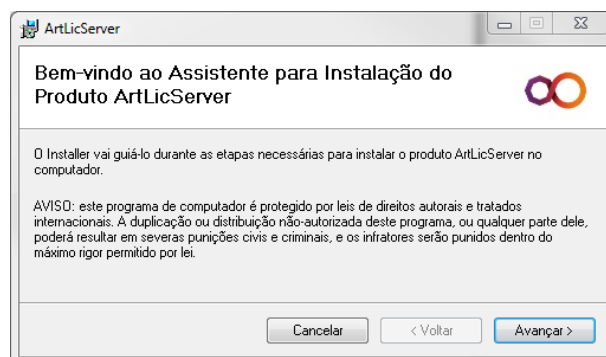 ArtLicServer
Bem-vindo ao Assistente para Instalação do
Produto ArtLicServer
O Installer vai guiá-lo durante as etapas necessárias para instalar o produto ArtLicServer no
computador.
AVISO: este programa de computador é protegido por leis de direitos autorais e tratados
internacionais. A duplicação ou distribuição não-autorizada deste programa, ou qualquer parte dele,
poderá resultar em severas punições civis e criminais, e os infratores serão punidos dentro do
máximo rigor permitido por lei.
Cancelar < Voltar Avançar >